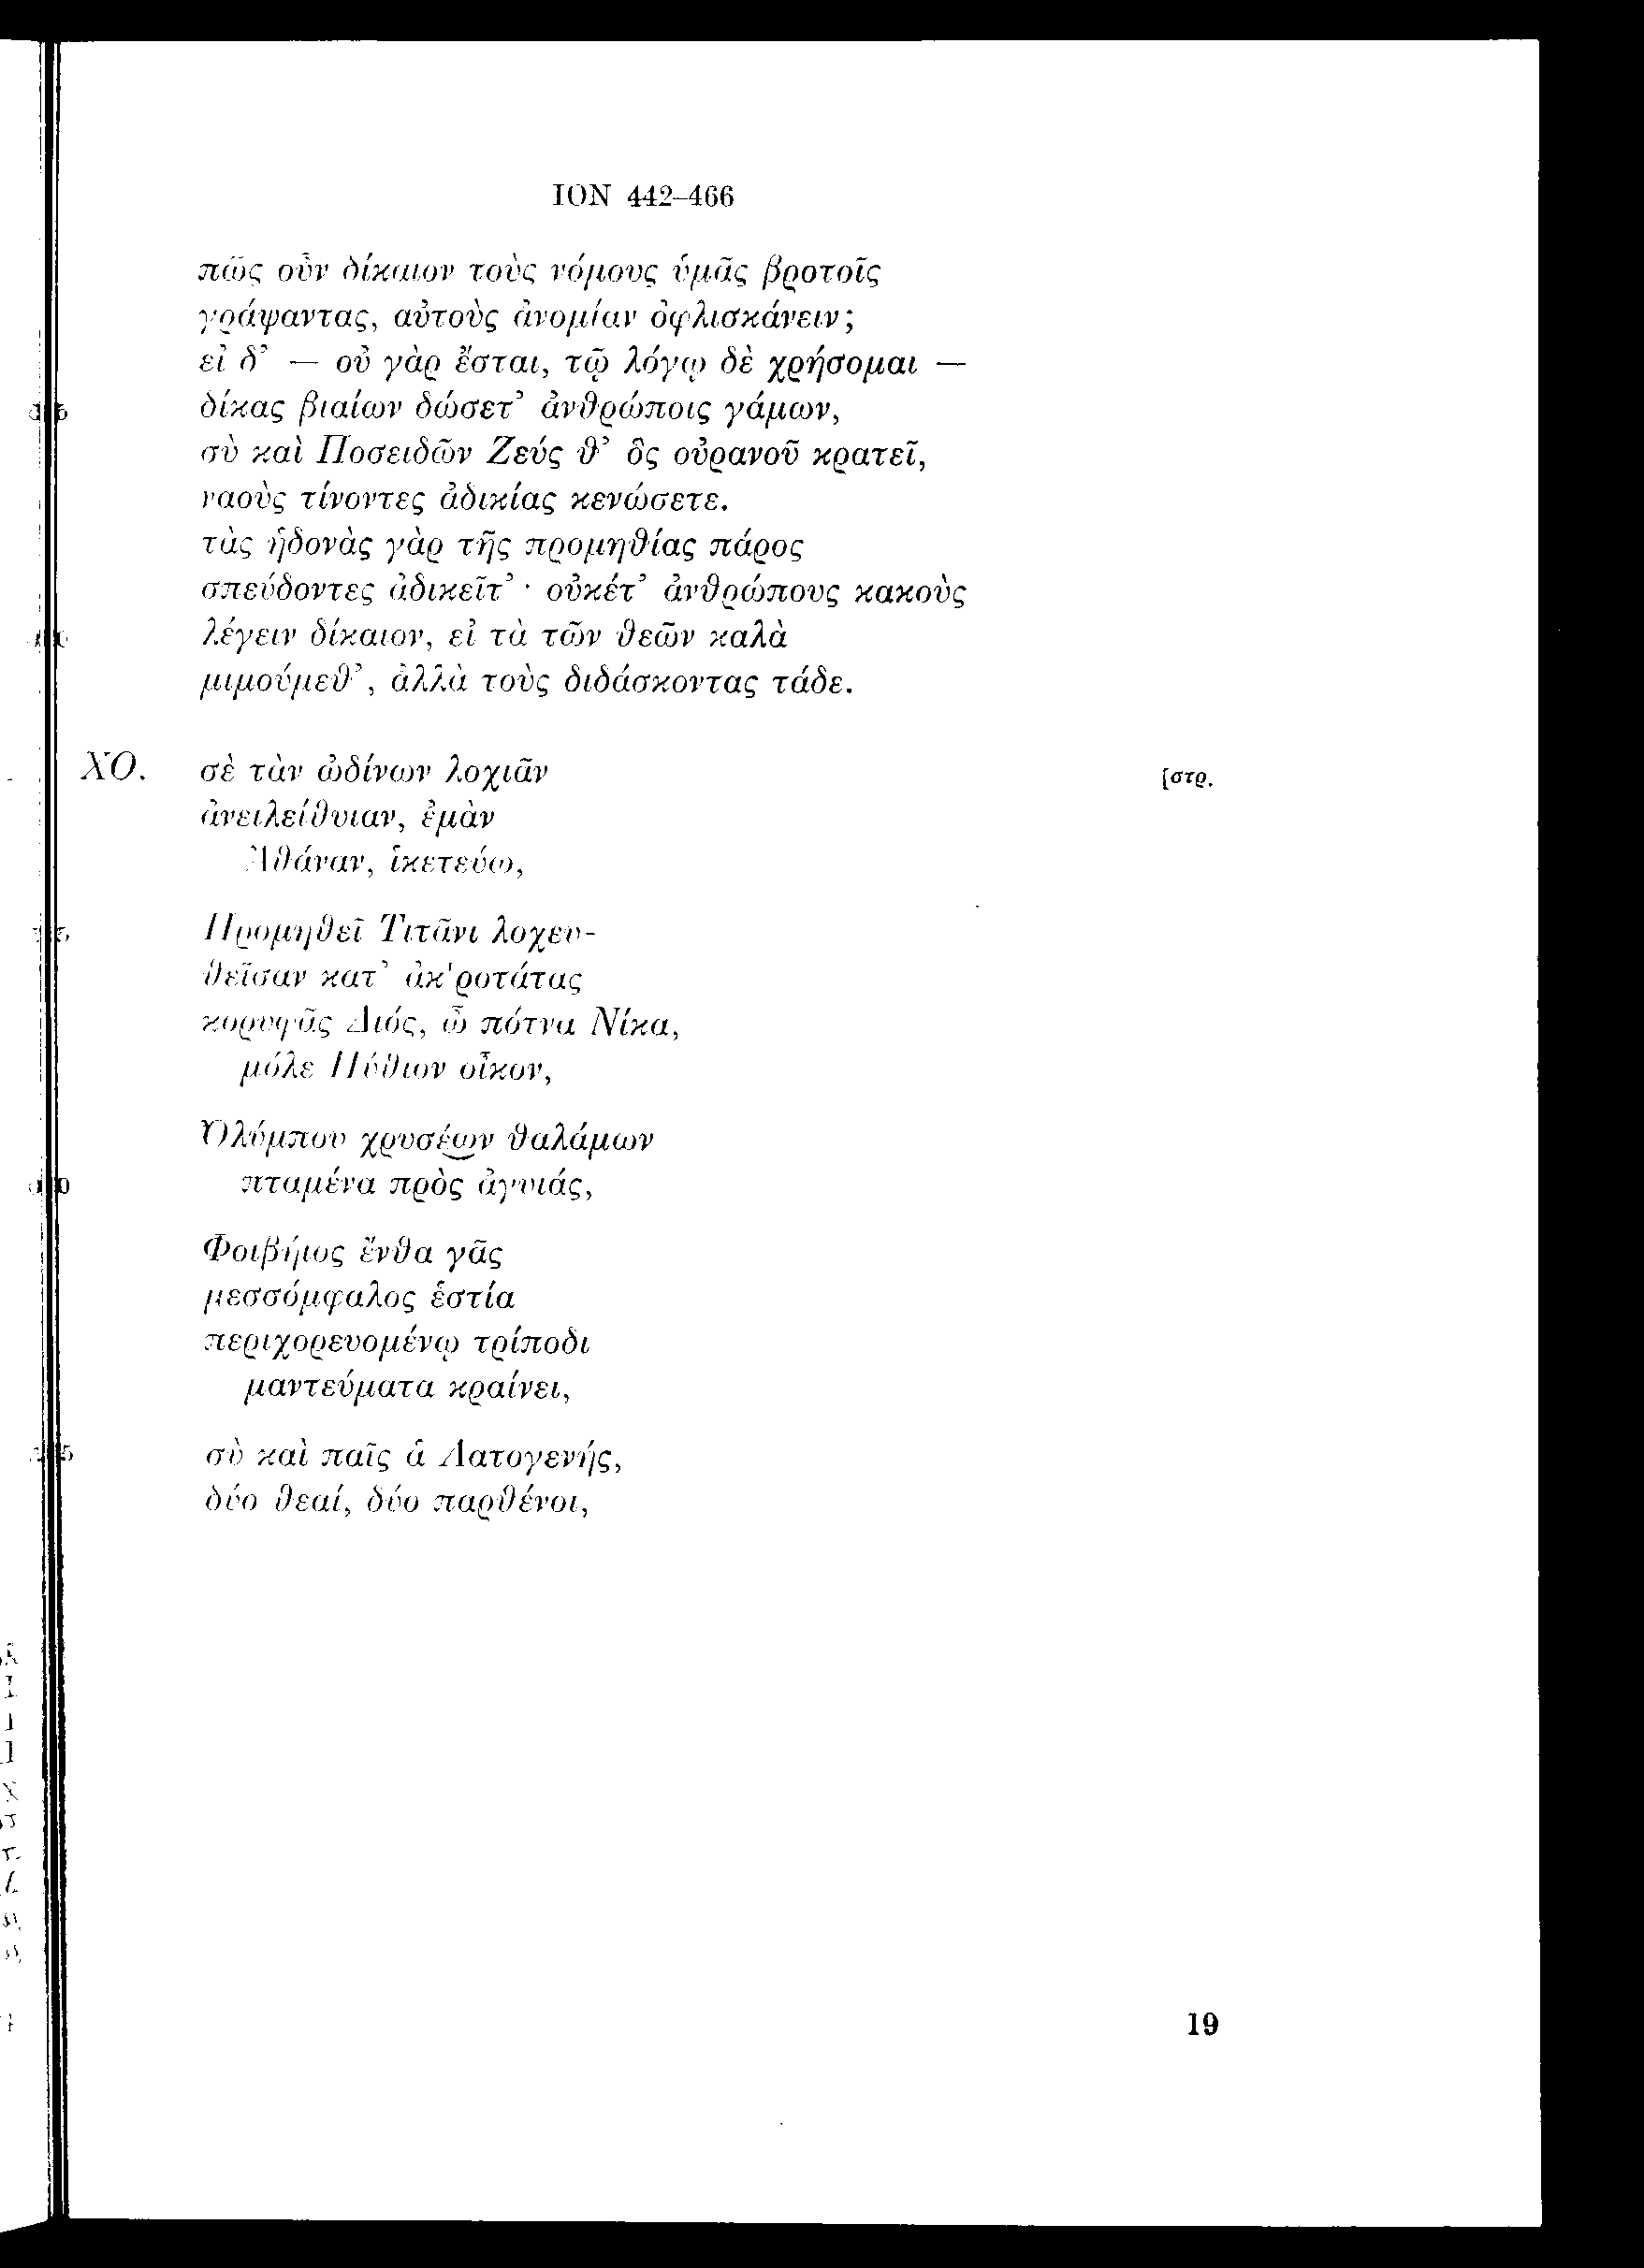 ION 442–466
πῶς οὖν δίκαιον τοὺς νόμους ὑμᾶς βροτοῖς
γράψαντας, αὐτοὺς ἀνομίαν ὀφλισκάνειν;
εἰ δ’ — οὐ γὰρ ἔσται, τῷ λόγῳ δὲ χρήσομαι —
δίκας βιαίων δώσετ’ ἀνθρώποις γάμων,
σὺ καὶ Ποσειδῶν Ζεύς θ’ ὃς οὐρανοῦ κρατεῖ,
ναοὺς τίνοντες ἀδικίας κενώσετε.
τὰς ἡδονὰς γὰρ τῆς προμηθίας πάρος
σπεύδοντες ἀδικεῖτ’ · οὐκέτ’ ἀνθρώπους κακοὺς
λέγειν δίκαιον, εἰ τὰ τῶν θεῶν καλὰ
μιμούμεθ’, ἀλλὰ τοὺς διδάσκοντας τάδε.
ΧΟ. σὲ τὰν ὠδίνων λοχιᾶν [στρ.
ἀνειλείθυιαν, ἐμὰν
Ἀθάναν, ἱκετεύω,
Προμηθεῖ Τιτᾶνι λοχευ-
θεῖσαν κατ’ ἀκ'ροτάτας
κορυφᾶς Διός, ὦ πότνα Νίκα,
μόλε Πύθιον οἶκον,
Ὀλύμπου χρυσέων θαλάμων
πταμένα πρὸς ἀγυιάς,
Φοιβήιος ἔνθα γᾶς
μεσσόμφαλος ἑστία
περιχορευομένῳ τρίποδι
μαντεύματα κραίνει,
σὺ καὶ παῖς ἁ Λατογενής,
δύο θεαί, δύο παρθένοι,
19